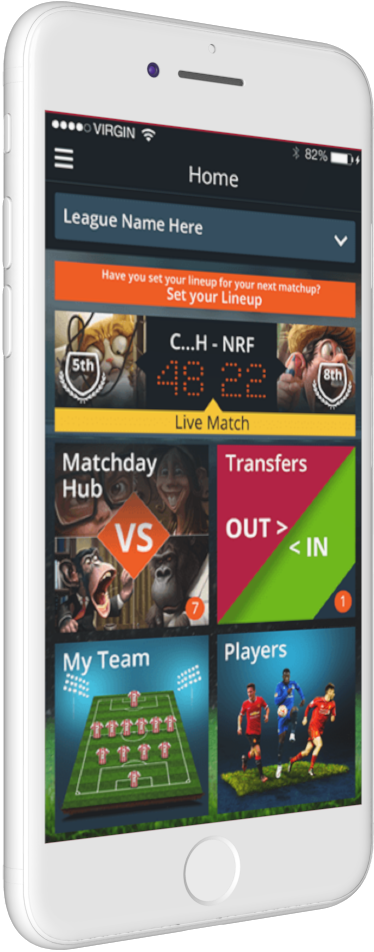 VIRGIN
82%
Home
League Name Here
Have you set your lineup for your next matchup?
Set your Lineup
5th
C...H - NRF
8th
48 22
Live Match
Matchday
Hub
VS
7
Transfers
OUT >
< IN
1
My Team
Players